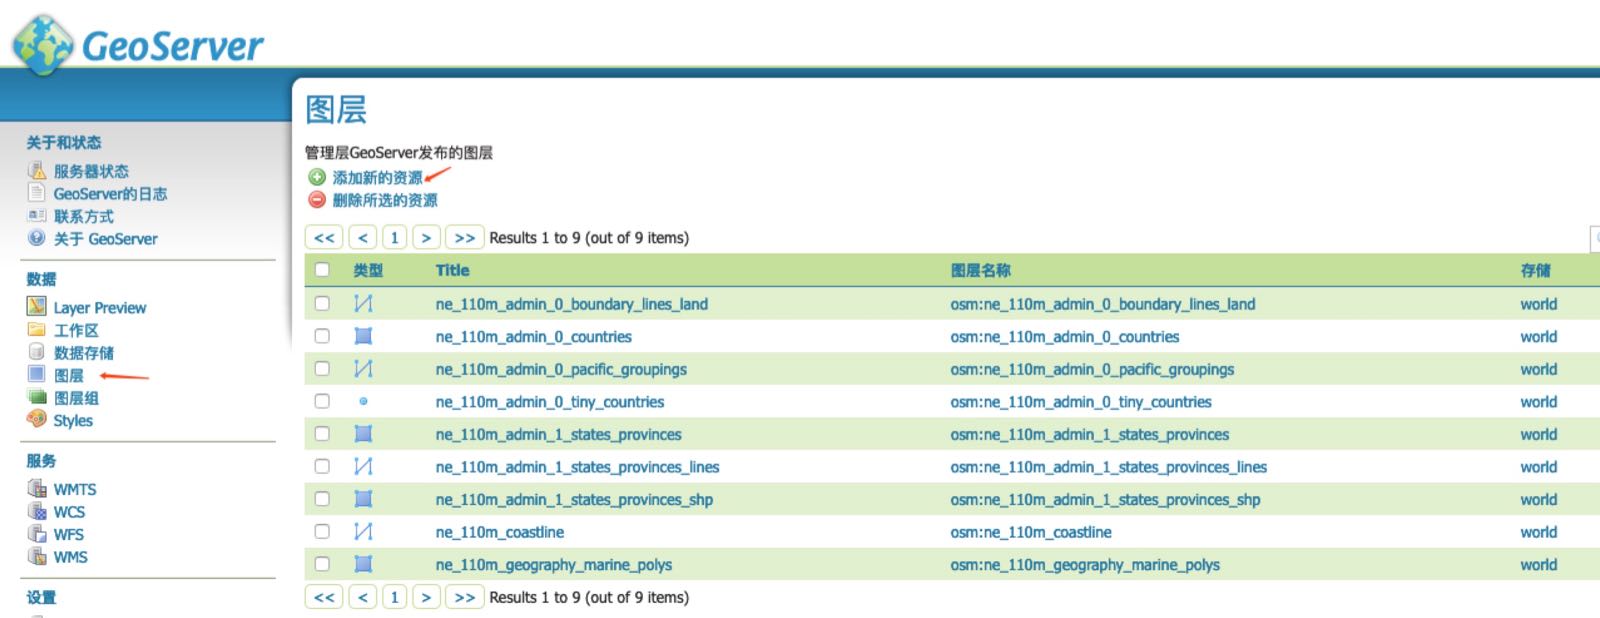 GeoServer
关于和状态
服务器状态
GeoServer的日志
联系方式
关于 GeoServer
数据
Layer Preview
工作区
数据存储
图层
图层组
Styles
服务
WMTS
WCS
WFS
WMS
设置
图层
管理层GeoServer发布的图层
添加新的资源
删除所选的资源
<< < 1 > >> Results 1 to 9 (out of 9 items)
类型 Title 图层名称 存储
ne_110m_admin_0_boundary_lines_land osm:ne_110m_admin_0_boundary_lines_land world
ne_110m_admin_0_countries osm:ne_110m_admin_0_countries world
ne_110m_admin_0_pacific_groupings osm:ne_110m_admin_0_pacific_groupings world
ne_110m_admin_0_tiny_countries osm:ne_110m_admin_0_tiny_countries world
ne_110m_admin_1_states_provinces osm:ne_110m_admin_1_states_provinces world
ne_110m_admin_1_states_provinces_lines osm:ne_110m_admin_1_states_provinces_lines world
ne_110m_admin_1_states_provinces_shp osm:ne_110m_admin_1_states_provinces_shp world
ne_110m_coastline osm:ne_110m_coastline world
ne_110m_geography_marine_polys osm:ne_110m_geography_marine_polys world
<< < 1 > >> Results 1 to 9 (out of 9 items)